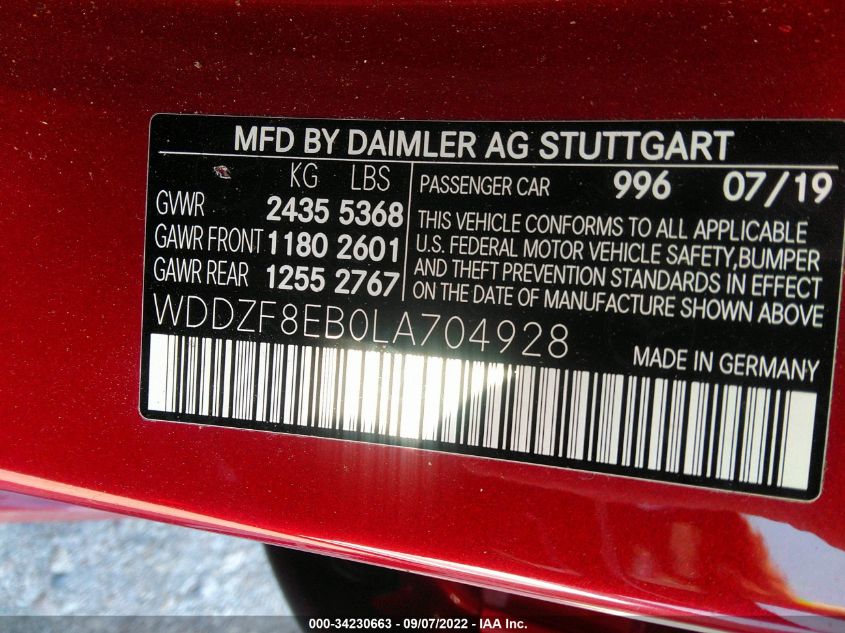 MFD BY DAIMLER AG STUTTGART
KG LBS
GVWR 2435 5368
GAWR FRONT 1180 2601
GAWR REAR 1255 2767
PASSENGER CAR 996 07/19
THIS VEHICLE CONFORMS TO ALL APPLICABLE
U.S. FEDERAL MOTOR VEHICLE SAFETY,BUMPER
AND THEFT PREVENTION STANDARDS IN EFFECT
ON THE DATE OF MANUFACTURE SHOWN ABOVE
WDDZF8EB0LA704928
MADE IN GERMANY
000-34230663 - 09/07/2022 - IAA Inc.